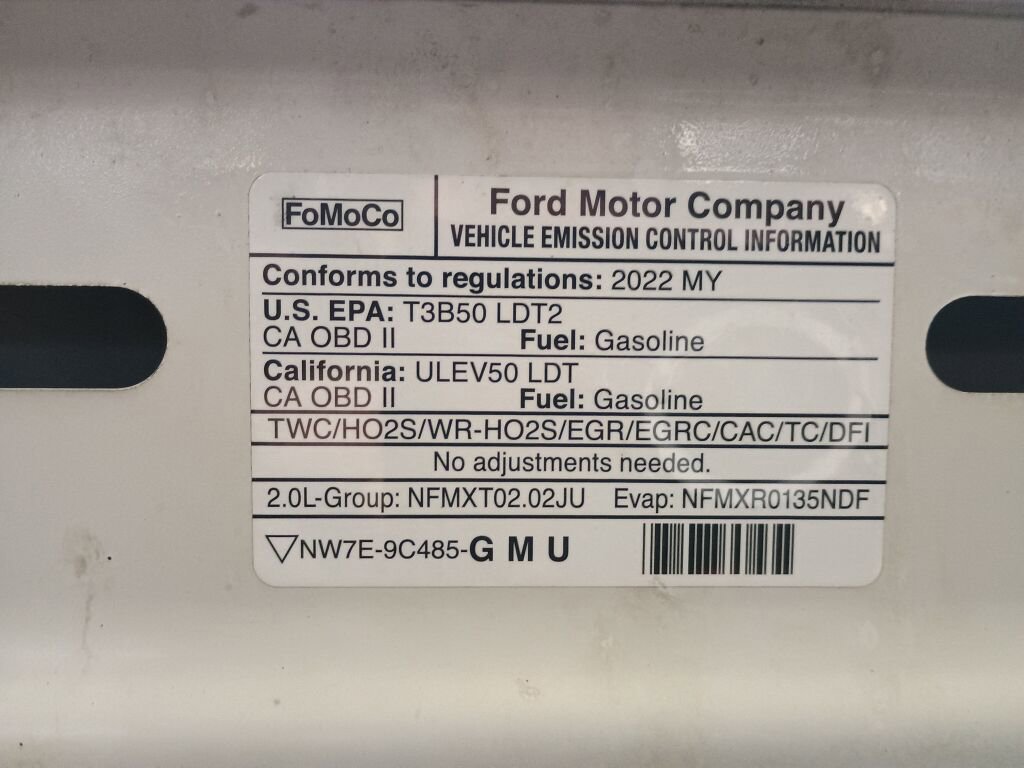 FoMoCo
Ford Motor Company
VEHICLE EMISSION CONTROL INFORMATION
Conforms to regulations: 2022 MY
U.S. EPA: T3B50 LDT2
CA OBD II Fuel: Gasoline
California: ULEV50 LDT
CA OBD II Fuel: Gasoline
TWC/HO2S/WR-HO2S/EGR/EGRC/CAC/TC/DFI
No adjustments needed.
2.0L-Group: NFMXT02.02JU Evap: NFMXR0135NDF
▽NW7E-9C485-G M U